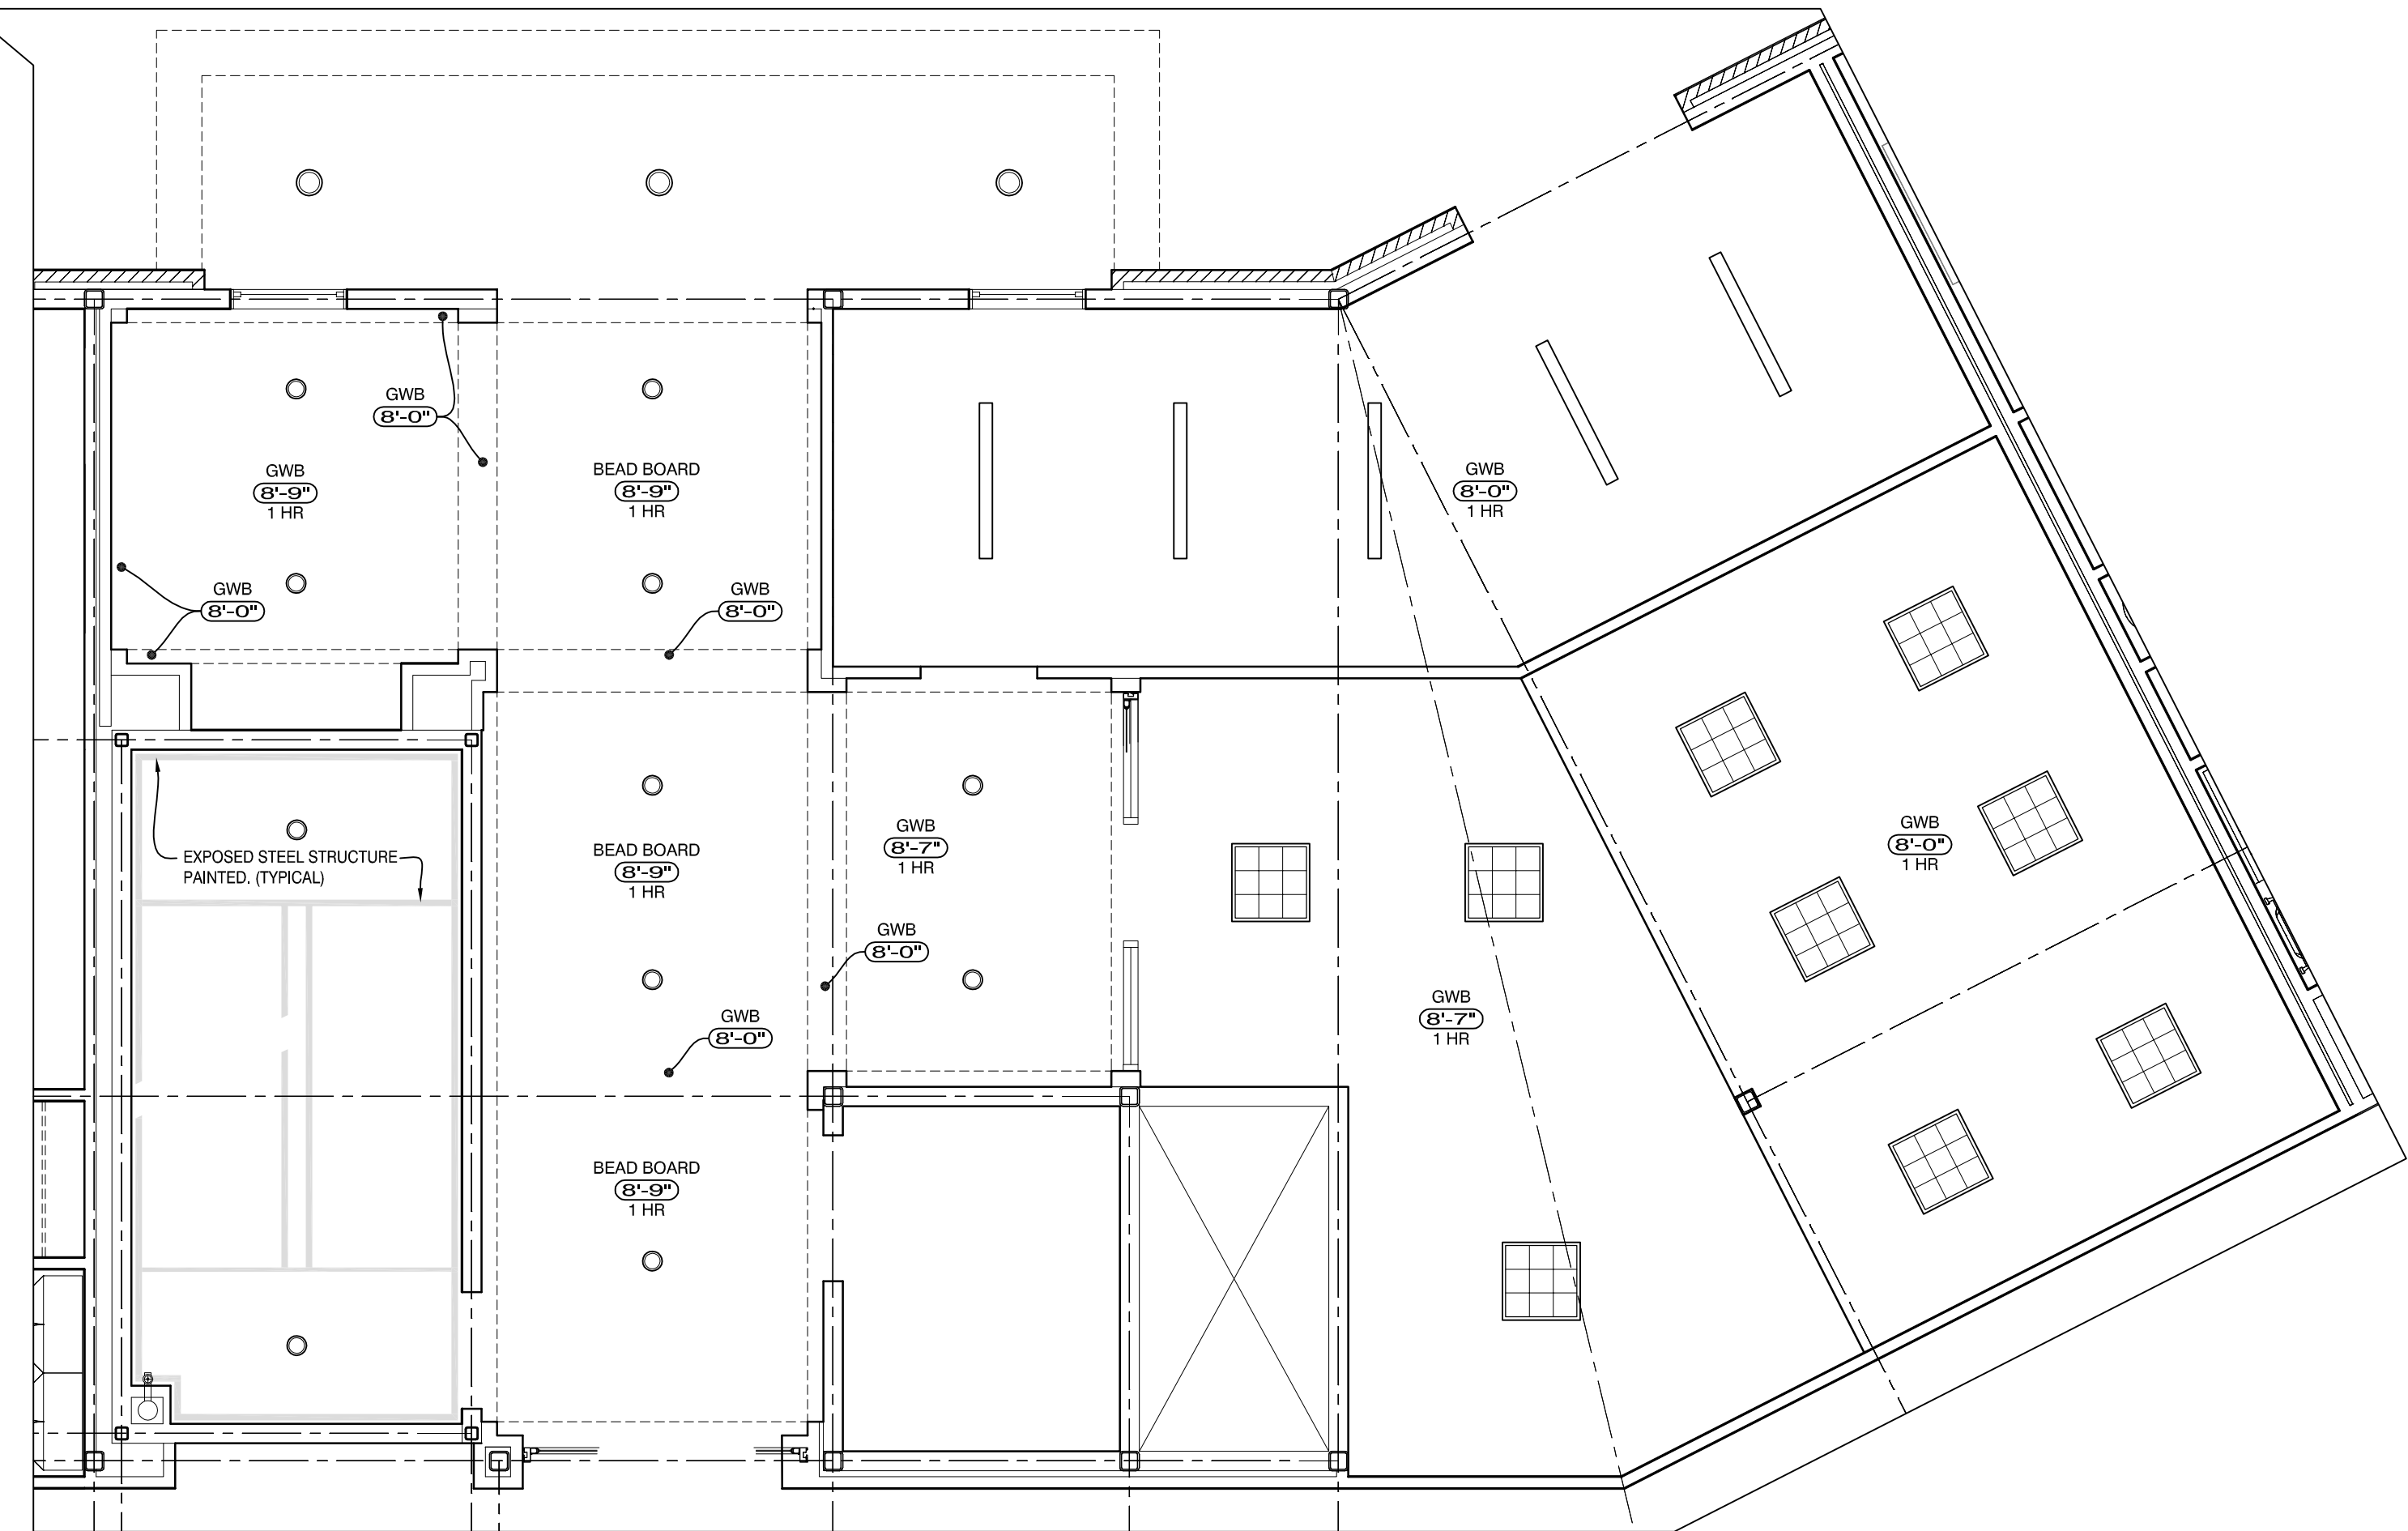 GWB
8'-0"
GWB
8'-9"
1 HR
BEAD BOARD
8'-9"
1 HR
GWB
8'-0"
1 HR
GWB
8'-0"
GWB
8'-0"
EXPOSED STEEL STRUCTURE
PAINTED. (TYPICAL)
BEAD BOARD
8'-9"
1 HR
GWB
8'-7"
1 HR
GWB
8'-0"
1 HR
GWB
8'-0"
GWB
8'-0"
GWB
8'-7"
1 HR
BEAD BOARD
8'-9"
1 HR